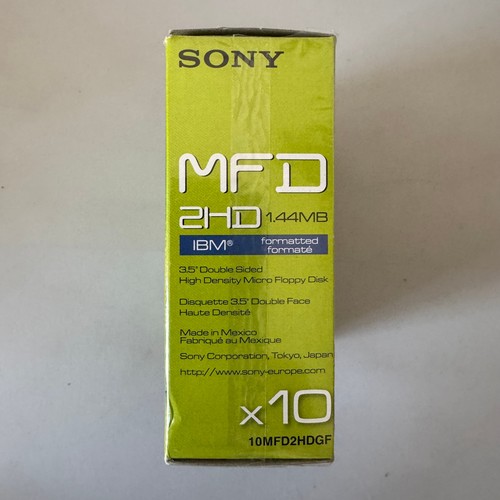 SONY
MFD
2HD 1.44MB
IBM® formatted
formaté
3.5" Double Sided
High Density Micro Floppy Disk
Disquette 3.5" Double Face
Haute Densité
Made in Mexico
Fabriqué au Mexique
Sony Corporation, Tokyo, Japan
http://www.sony-europe.com
x10
10MFD2HDGF